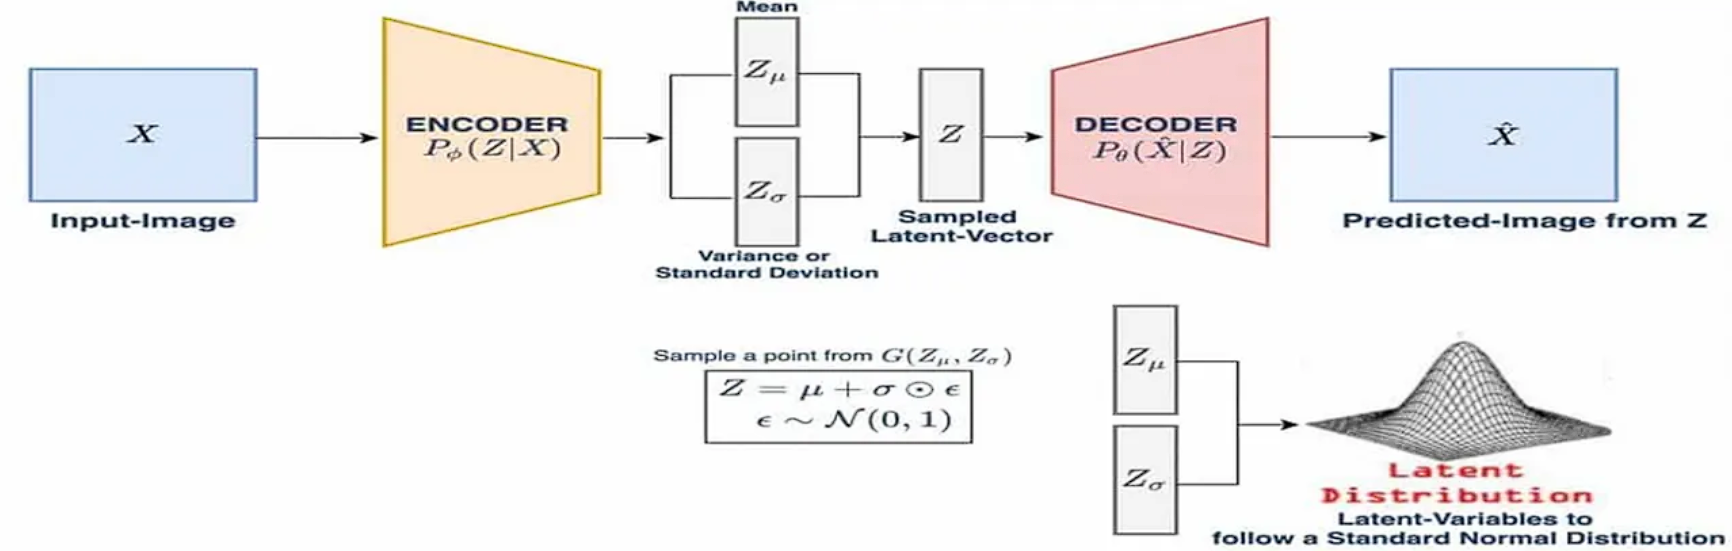 Mean
X
Input-Image
ENCODER
Pϕ(Z|X)
Zμ
Zσ
Variance or
Standard Deviation
Z
Sampled
Latent-Vector
DECODER
Pθ(X̂|Z)
X̂
Predicted-Image from Z
Sample a point from G(Zμ, Zσ)
Z = μ + σ ⊙ ϵ
ϵ ∼ 𝒩(0, 1)
Zμ
Zσ
Latent
Distribution
Latent-Variables to
follow a Standard Normal Distribution